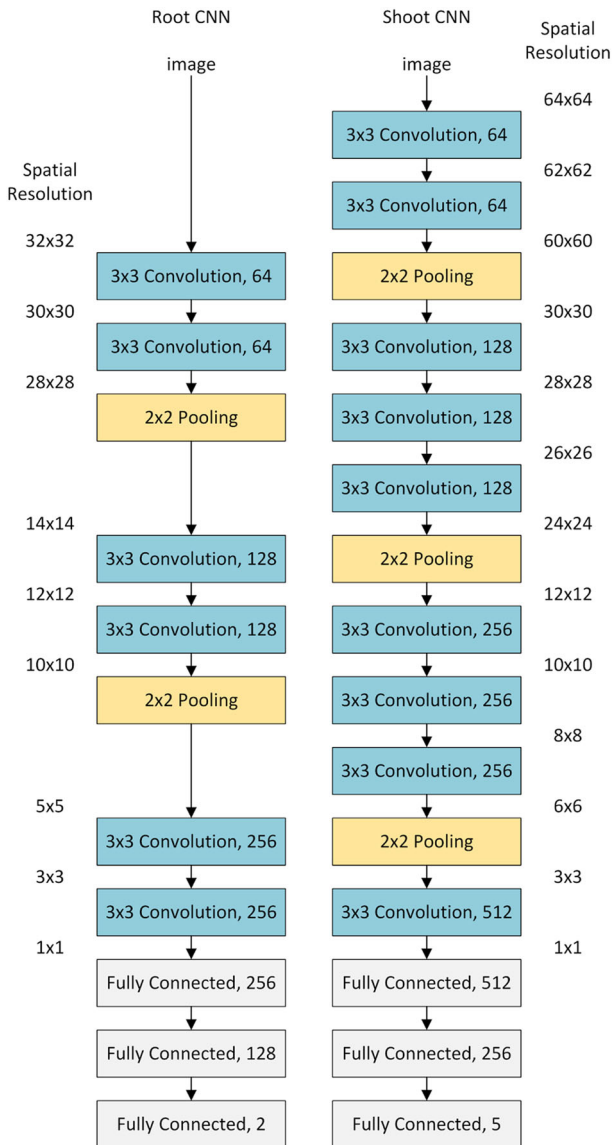 Root CNN
Shoot CNN
Spatial
Resolution
image
image
64x64
3x3 Convolution, 64
62x62
Spatial
Resolution
3x3 Convolution, 64
32x32
60x60
3x3 Convolution, 64
2x2 Pooling
30x30
30x30
3x3 Convolution, 64
3x3 Convolution, 128
28x28
28x28
2x2 Pooling
3x3 Convolution, 128
26x26
3x3 Convolution, 128
14x14
24x24
3x3 Convolution, 128
2x2 Pooling
12x12
12x12
3x3 Convolution, 128
3x3 Convolution, 256
10x10
10x10
2x2 Pooling
3x3 Convolution, 256
8x8
3x3 Convolution, 256
5x5
6x6
3x3 Convolution, 256
2x2 Pooling
3x3
3x3
3x3 Convolution, 256
3x3 Convolution, 512
1x1
1x1
Fully Connected, 256
Fully Connected, 512
Fully Connected, 128
Fully Connected, 256
Fully Connected, 2
Fully Connected, 5